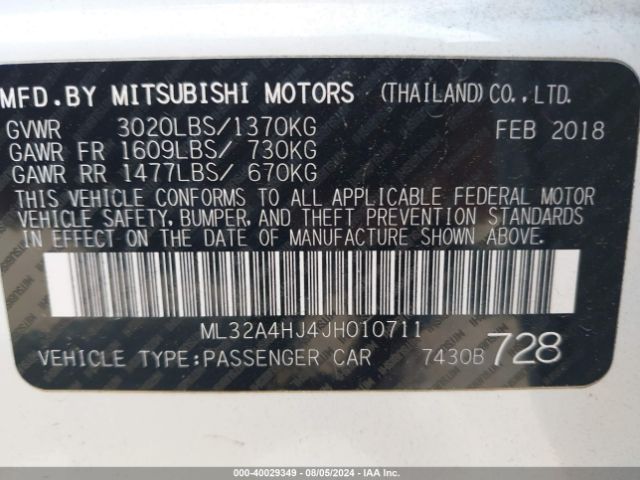 MFD.BY MITSUBISHI MOTORS (THAILAND)CO.,LTD.
GVWR 3020LBS/1370KG FEB 2018
GAWR FR 1609LBS/ 730KG
GAWR RR 1477LBS/ 670KG
THIS VEHICLE CONFORMS TO ALL APPLICABLE FEDERAL MOTOR
VEHICLE SAFETY, BUMPER, AND THEFT PREVENTION STANDARDS
IN EFFECT ON THE DATE OF MANUFACTURE SHOWN ABOVE.
ML32A4HJ4JH010711
VEHICLE TYPE:PASSENGER CAR 7430B 728
000-40029349 - 08/05/2024 - IAA Inc.